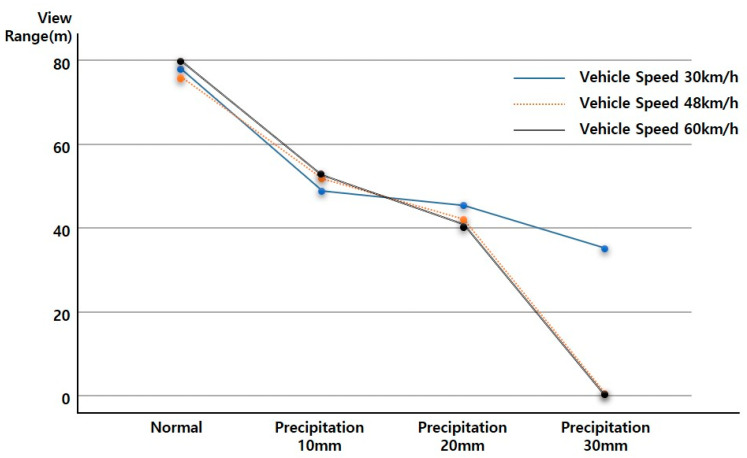 View
Range(m)
80
60
40
20
0
Vehicle Speed 30km/h
Vehicle Speed 48km/h
Vehicle Speed 60km/h
Normal
Precipitation
10mm
Precipitation
20mm
Precipitation
30mm